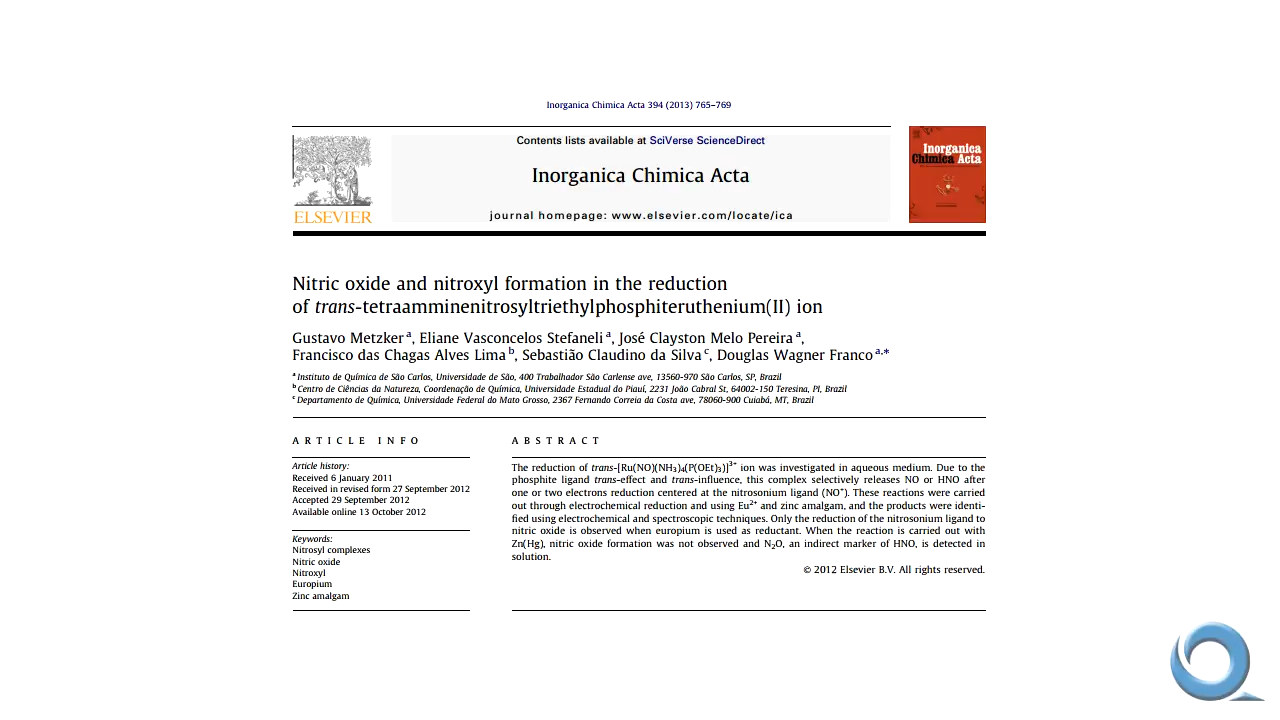 Inorganica Chimica Acta 394 (2013) 765–769
Contents lists available at SciVerse ScienceDirect
Inorganica Chimica Acta
journal homepage: www.elsevier.com/locate/ica
ELSEVIER
Inorganica
Chimica Acta
Nitric oxide and nitroxyl formation in the reduction
of trans-tetraamminenitrosyltriethylphosphiteruthenium(II) ion
Gustavo Metzker a, Eliane Vasconcelos Stefaneli a, José Clayston Melo Pereira a,
Francisco das Chagas Alves Lima b, Sebastião Claudino da Silva c, Douglas Wagner Franco a,*
a Instituto de Química de São Carlos, Universidade de São, 400 Trabalhador São Carlense ave, 13560-970 São Carlos, SP, Brazil
b Centro de Ciências da Natureza, Coordenação de Química, Universidade Estadual do Piauí, 2231 João Cabral St, 64002-150 Teresina, PI, Brazil
c Departamento de Química, Universidade Federal do Mato Grosso, 2367 Fernando Correia da Costa ave, 78060-900 Cuiabá, MT, Brazil
ARTICLE INFO
Article history:
Received 6 January 2011
Received in revised form 27 September 2012
Accepted 29 September 2012
Available online 13 October 2012
Keywords:
Nitrosyl complexes
Nitric oxide
Nitroxyl
Europium
Zinc amalgam
ABSTRACT
The reduction of trans-[Ru(NO)(NH3)4(P(OEt)3)]3+ ion was investigated in aqueous medium. Due to the
phosphite ligand trans-effect and trans-influence, this complex selectively releases NO or HNO after
one or two electrons reduction centered at the nitrosonium ligand (NO+). These reactions were carried
out through electrochemical reduction and using Eu2+ and zinc amalgam, and the products were identi-
fied using electrochemical and spectroscopic techniques. Only the reduction of the nitrosonium ligand to
nitric oxide is observed when europium is used as reductant. When the reaction is carried out with
Zn(Hg), nitric oxide formation was not observed and N2O, an indirect marker of HNO, is detected in
solution.
© 2012 Elsevier B.V. All rights reserved.